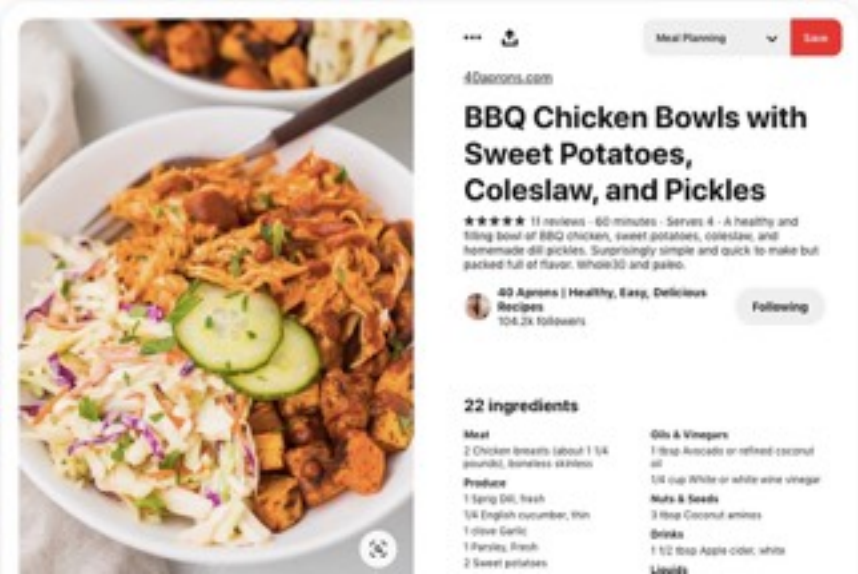 •••
Meal Planning
Save
40aprons.com
BBQ Chicken Bowls with
Sweet Potatoes,
Coleslaw, and Pickles
★★★★★ 11 reviews · 60 minutes · Serves 4 · A healthy and
filling bowl of BBQ chicken, sweet potatoes, coleslaw, and
homemade dill pickles. Surprisingly simple and quick to make but
packed full of flavor. Whole30 and paleo.
40 Aprons | Healthy, Easy, Delicious
Recipes
104.2k followers
Following
22 ingredients
Meat
2 Chicken breasts (about 1 1/4
pounds), boneless skinless
Produce
1 Sprig Dill, fresh
1/4 English cucumber, thin
1 clove Garlic
1 Parsley, Fresh
2 Sweet potatoes
Oils & Vinegars
1 tbsp Avocado or refined coconut
oil
1/4 cup White or white wine vinegar
Nuts & Seeds
3 tbsp Coconut aminos
Drinks
1 1/2 tbsp Apple cider, white
Liquids